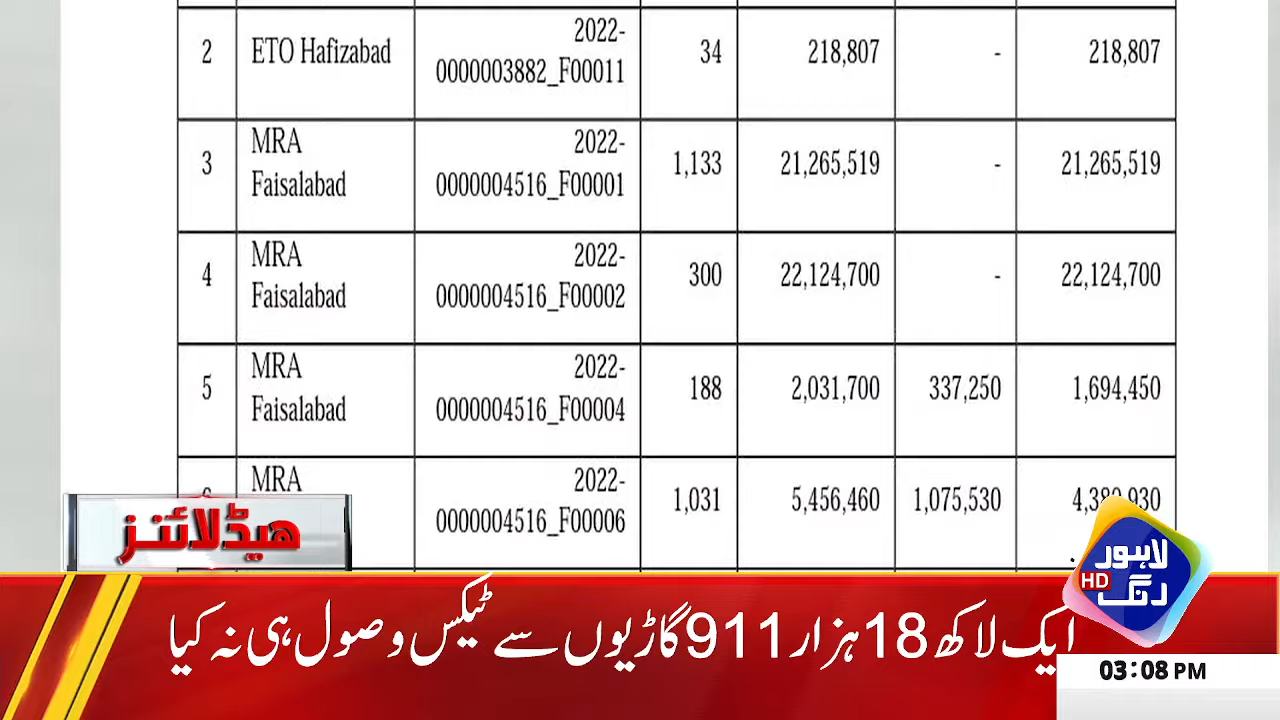 2 ETO Hafizabad 2022-0000003882_F00011 34 218,807 - 218,807
3 MRA Faisalabad 2022-0000004516_F00001 1,133 21,265,519 - 21,265,519
4 MRA Faisalabad 2022-0000004516_F00002 300 22,124,700 - 22,124,700
5 MRA Faisalabad 2022-0000004516_F00004 188 2,031,700 337,250 1,694,450
MRA 2022-0000004516_F00006 1,031 5,456,460 1,075,530
ہیڈلائنز
لاہور
HD رنگ
ایک لاکھ 18 ہزار 911 گاڑیوں سے ٹیکس وصول ہی نہ کیا
03:08 PM